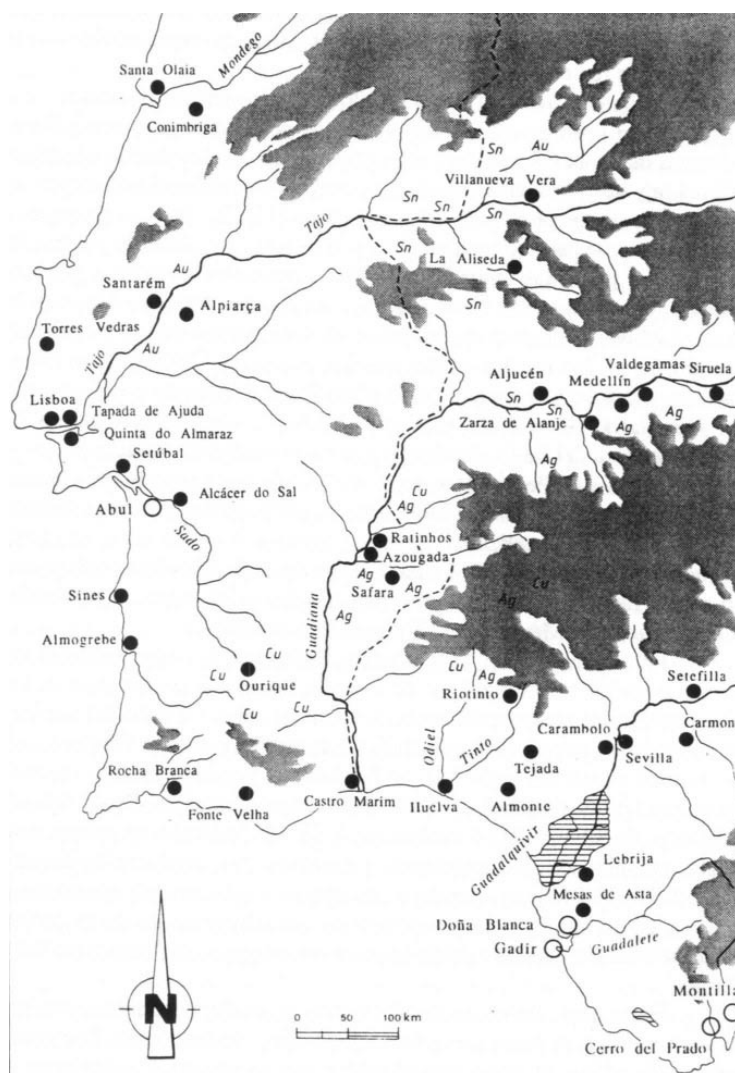 Mondego
Santa Olaia
Conimbriga
Sn
Au
Villanueva Vera
Sn
Sn
Sn
Sn
Tajo
Sn
La Aliseda
Sn
Au
Santarém
Alpiarça
Torres Vedras
Au
Tajo
Aljucén
Medellín
Valdegamas
Siruela
Sn
Sn
Lisboa
Tapada de Ajuda
Zarza de Alanje
Ag
Ag
Quinta do Almaraz
Setúbal
Ag
Alcácer do Sal
Cu
Abul
Ag
Sado
Ratinhos
Azougada
Ag
Safara
Ag
Ag
Cu
Sines
Ag
Guadiana
Almogrebe
Cu
Cu
Ourique
Cu
Ag
Setefilla
Riotinto
Cu
Cu
Carambolo
Carmon
Odiel
Tinto
Sevilla
Tejada
Rocha Branca
Fonte Velha
Castro Marim
Huelva
Almonte
Guadalquivir
Lebrija
Mesas de Asta
Doña Blanca
Guadalete
Gadir
N
Montilla
0 50 100 km
Cerro del Prado